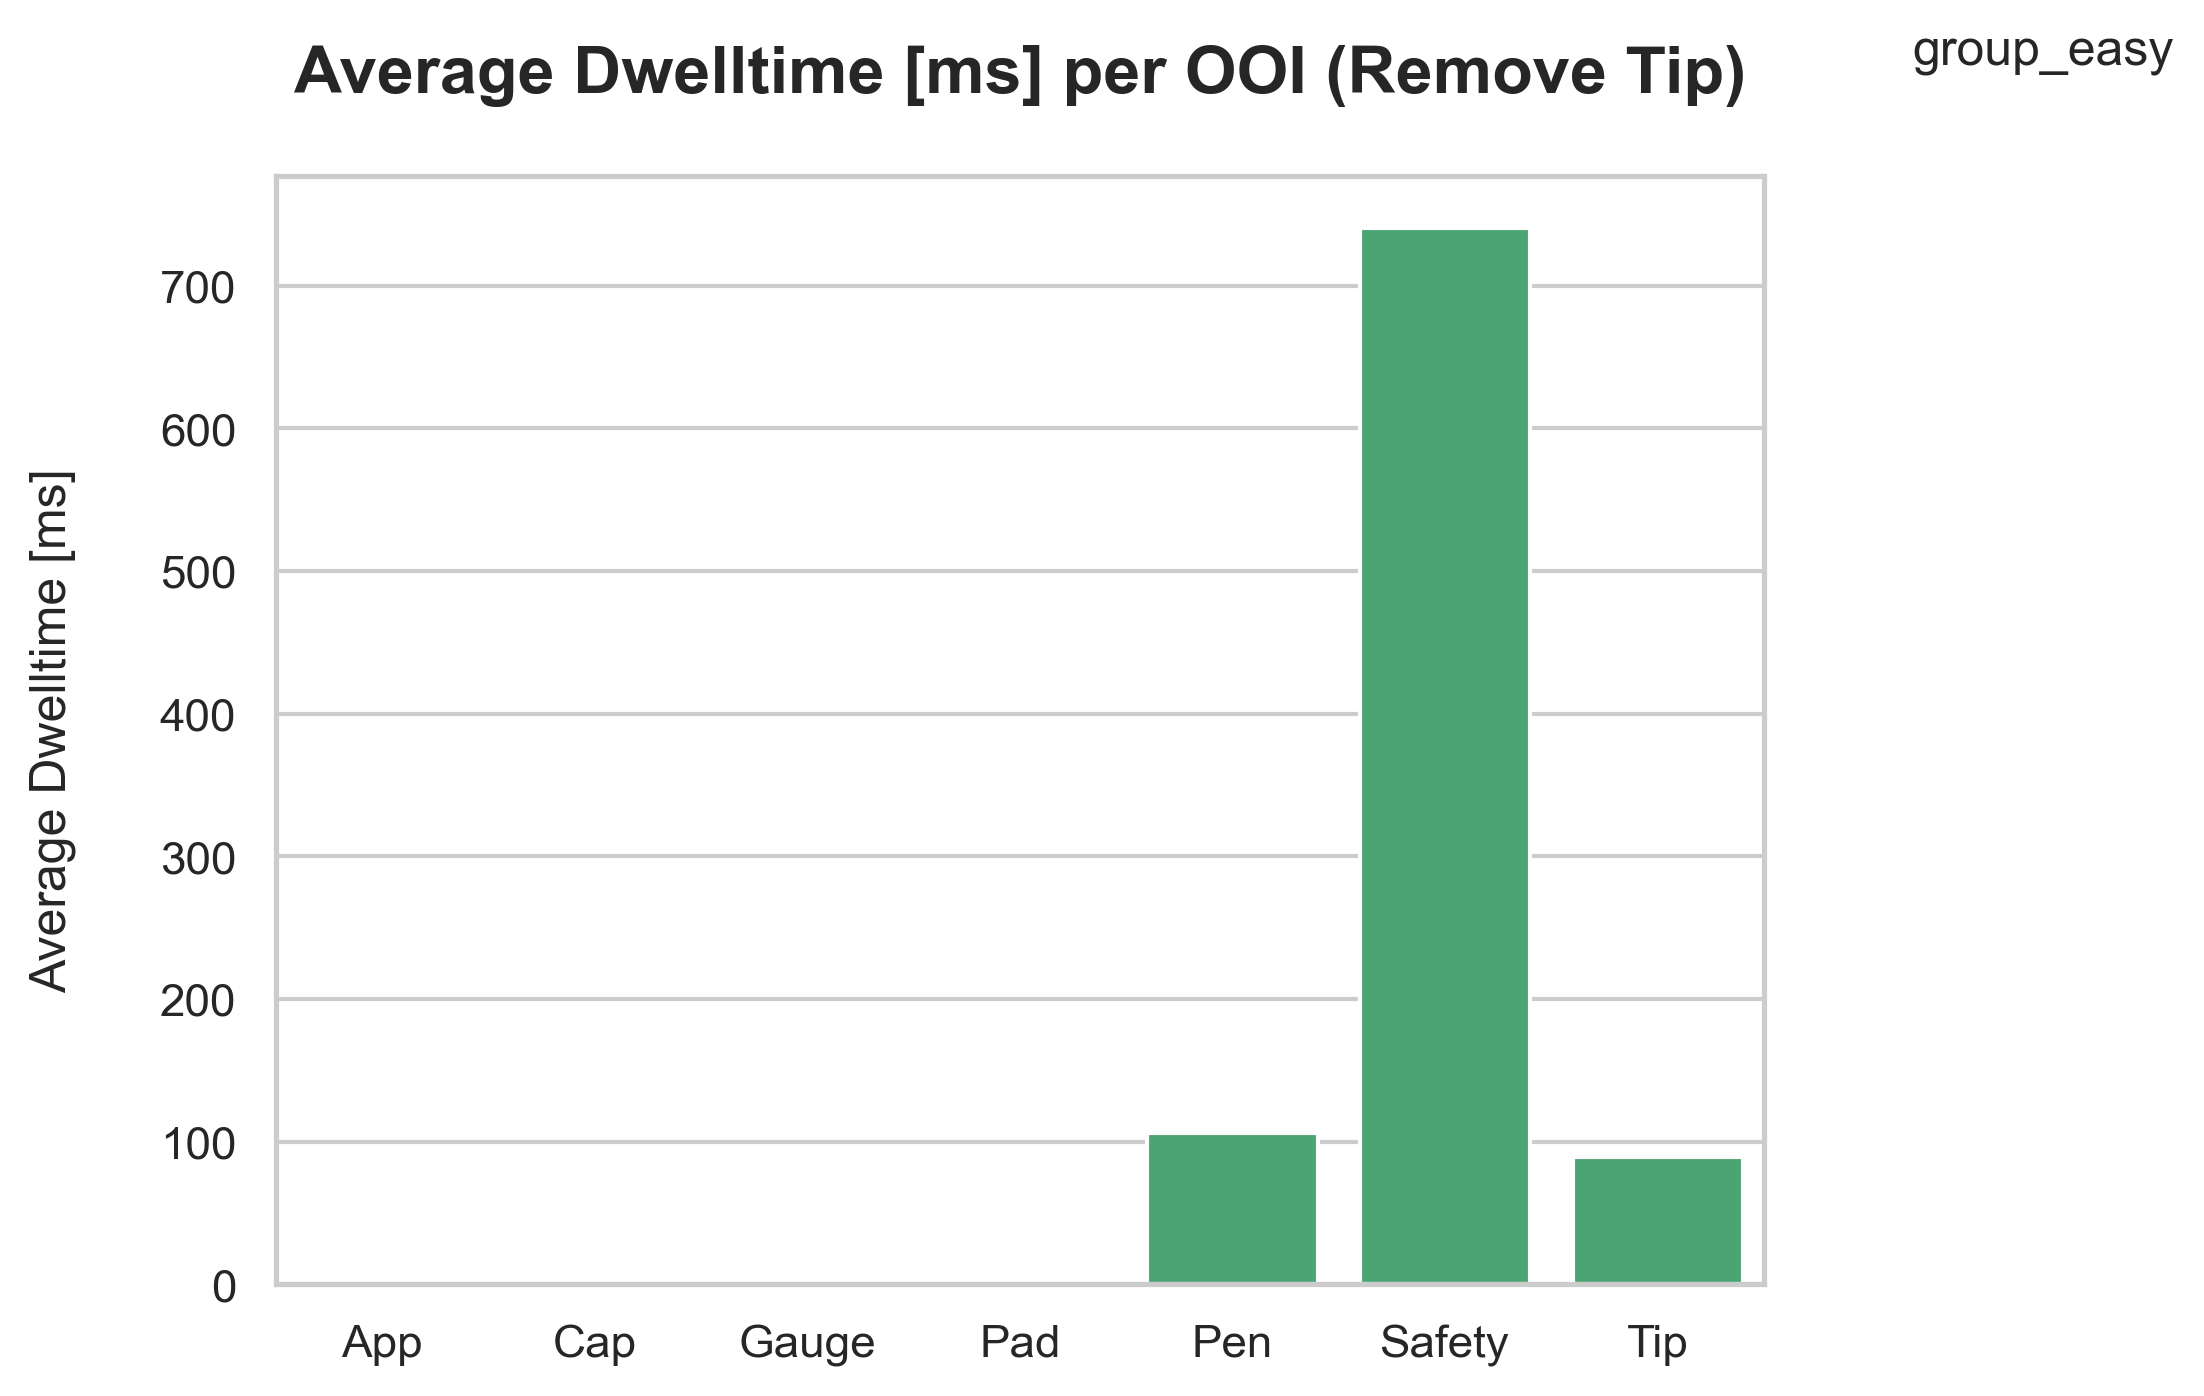 Average Dwelltime [ms] per OOI (Remove Tip)
group_easy
Average Dwelltime [ms]
700
600
500
400
300
200
100
0
App Cap Gauge Pad Pen Safety Tip